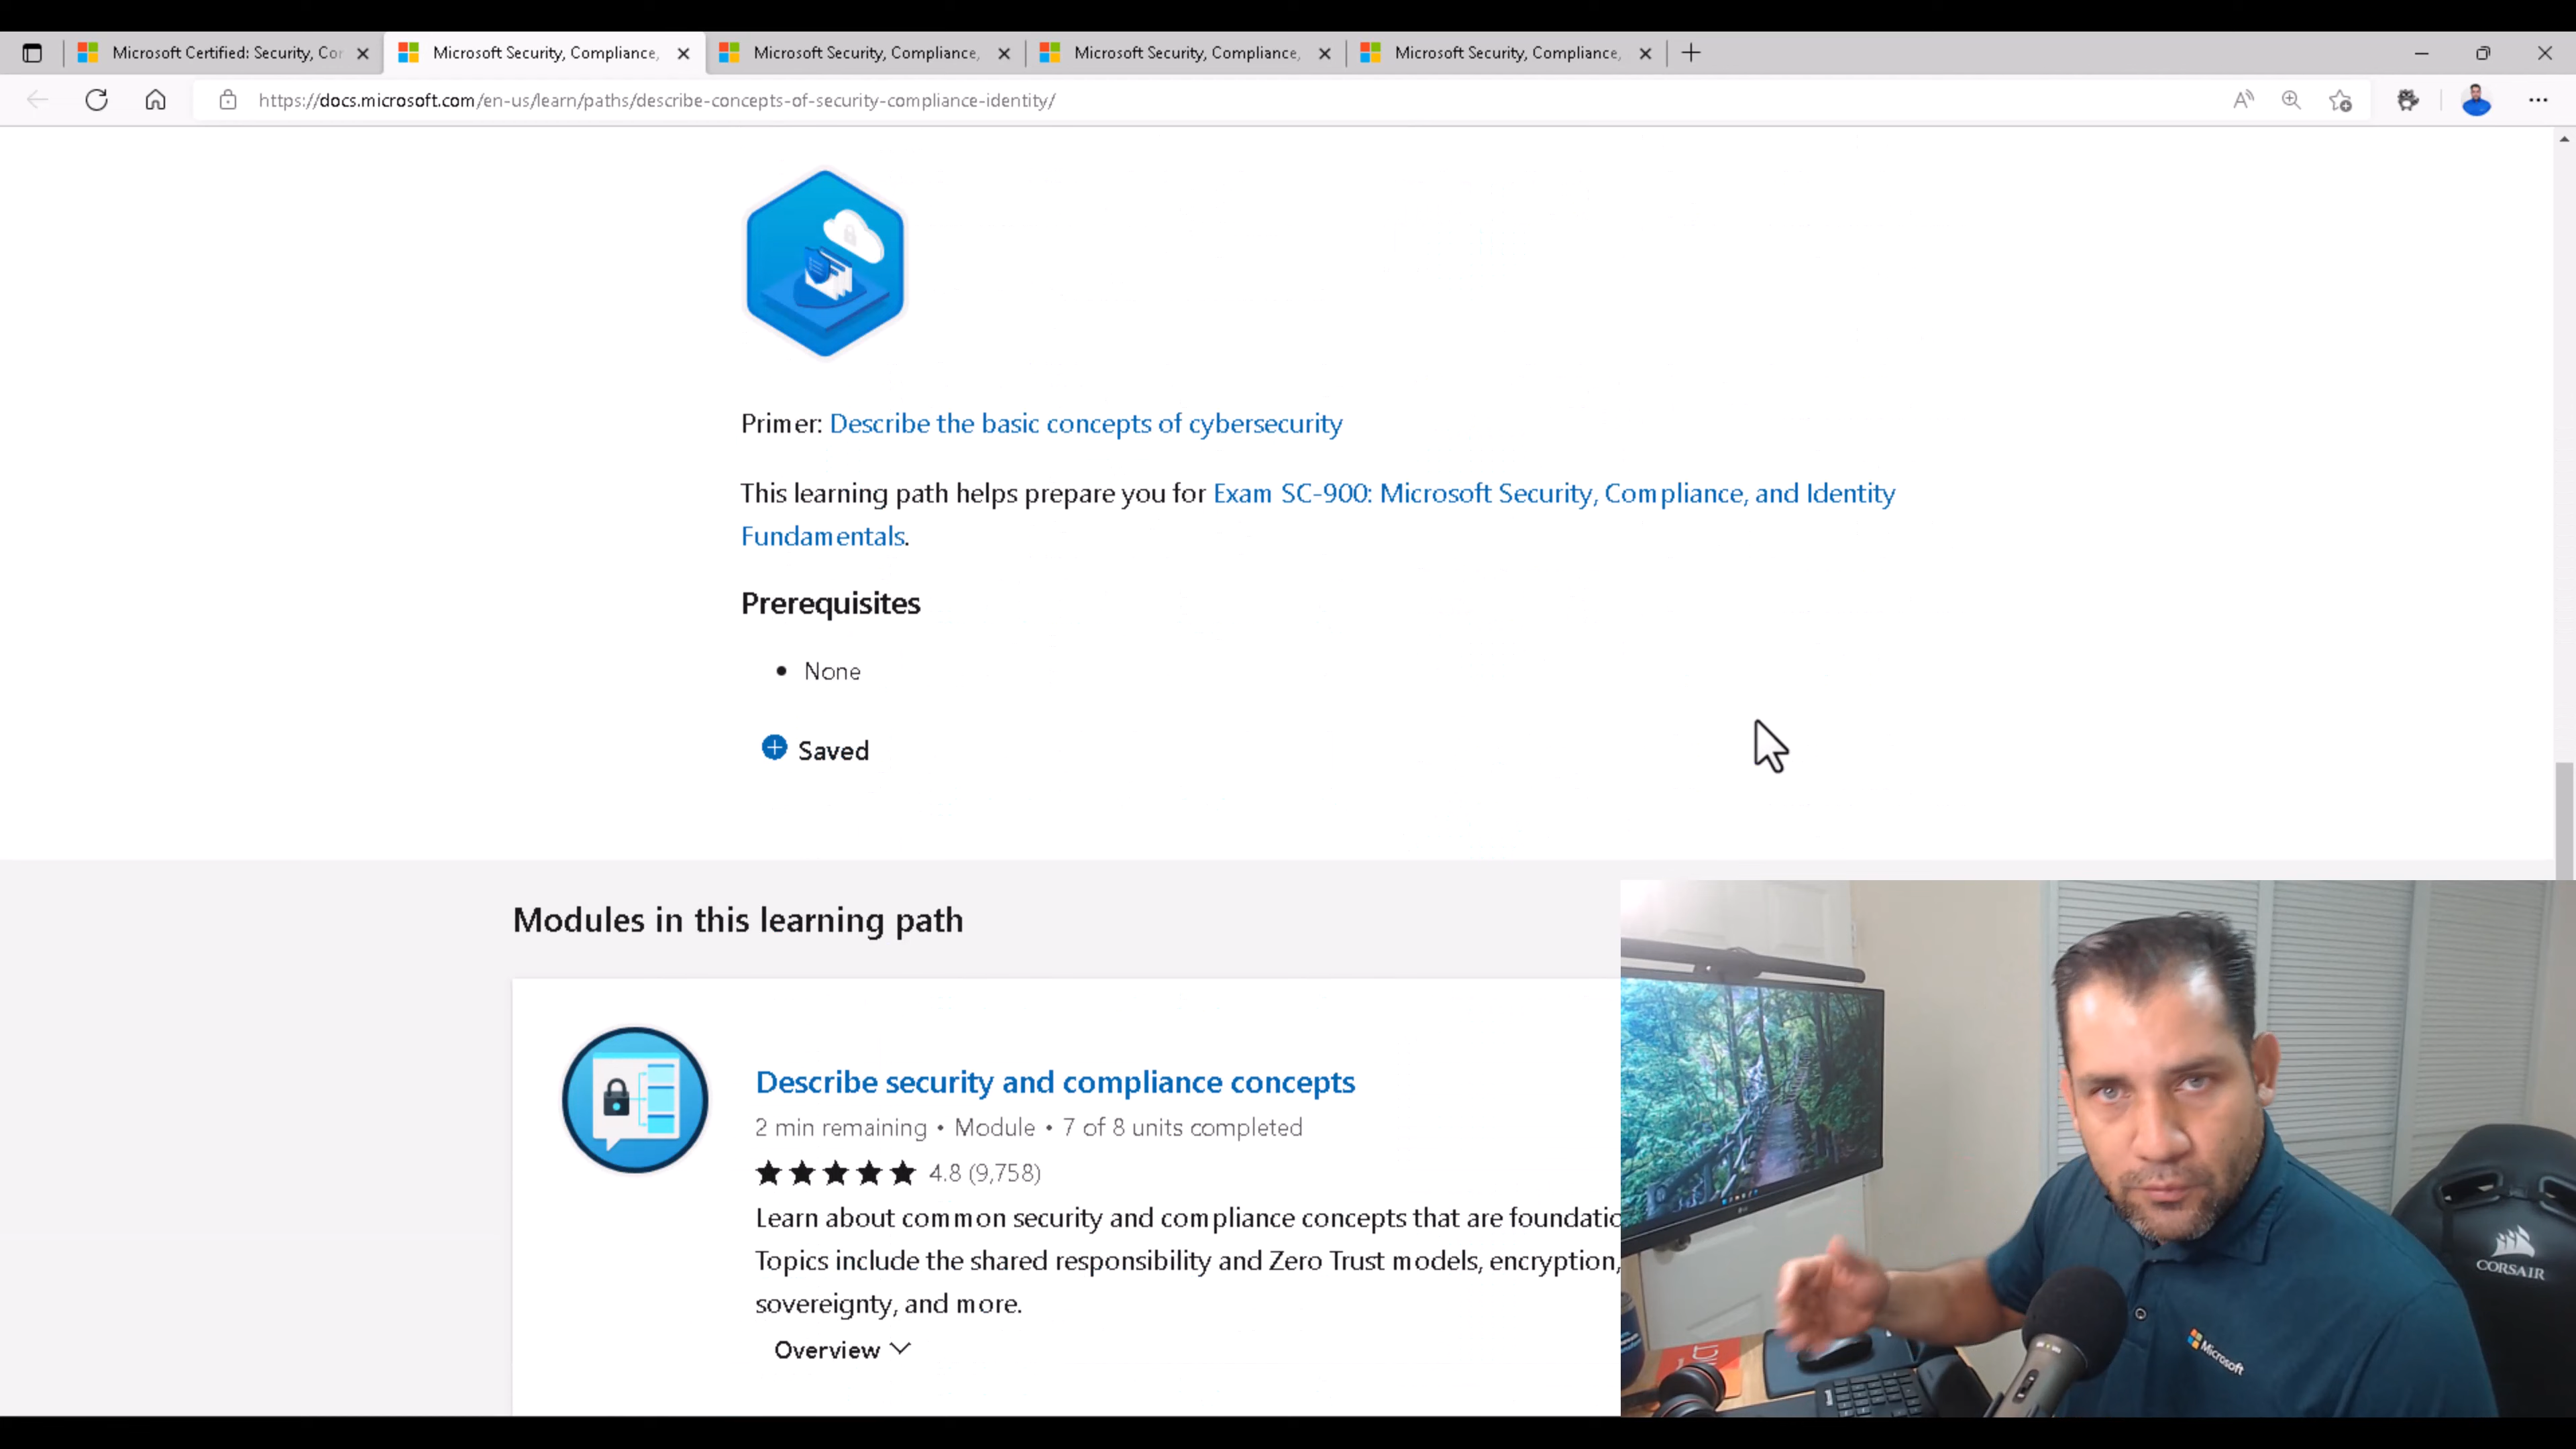 Microsoft Certified: Security, Co
Microsoft Security, Compliance,
Microsoft Security, Compliance,
Microsoft Security, Compliance,
Microsoft Security, Compliance,
https://docs.microsoft.com/en-us/learn/paths/describe-concepts-of-security-compliance-identity/
Primer: Describe the basic concepts of cybersecurity
This learning path helps prepare you for Exam SC-900: Microsoft Security, Compliance, and Identity
Fundamentals.
Prerequisites
• None
Saved
Modules in this learning path
Describe security and compliance concepts
2 min remaining • Module • 7 of 8 units completed
4.8 (9,758)
Learn about common security and compliance concepts that are foundatio
Topics include the shared responsibility and Zero Trust models, encryption,
sovereignty, and more.
Overview
CORSAIR
Microsoft
LG